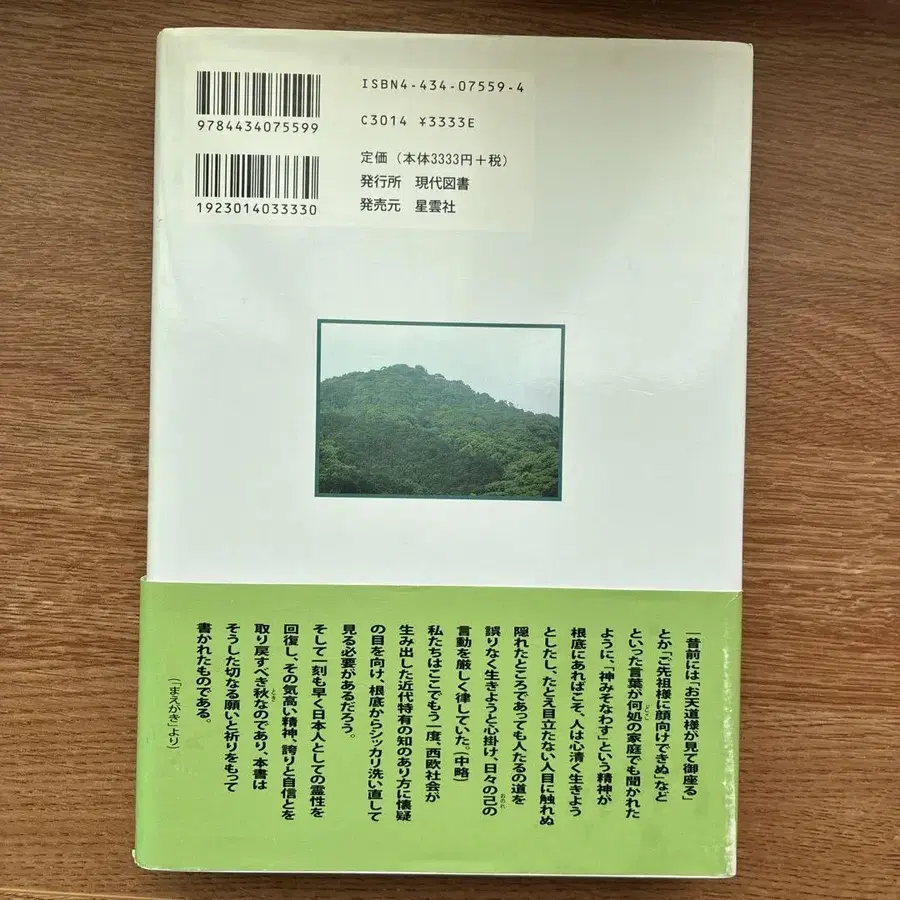 ISBN4-434-07559-4
9784434075599
C3014 ¥3333E
定価（本体3333円＋税）
発行所　現代図書
発売元　星雲社
1923014033330
一昔前には「お天道様が見て御座る」
とか「ご先祖様に顔向けできぬ」など
といった言葉が何処の家庭でも聞かれた
どこ
ように、「神みそなわす」という精神が
根底にあればこそ、人は心清く生きよう
としたし、たとえ目立たない人目に触れぬ
隠れたところであっても人たるの道を
誤りなく生きようと心掛け、日々の己の
おのれ
言動を厳しく律していた。（中略）
私たちはここでもう一度、西欧社会が
生み出した近代特有の知のあり方に懐疑
の目を向け、根底からシッカリ洗い直して
見る必要があるだろう。
そして一刻も早く日本人としての霊性を
回復し、その気高い精神、誇りと自信とを
取り戻すべき秋なのであり、本書は
とき
そうした切なる願いと祈りをもって
書かれたものである。
（「まえがき」より）